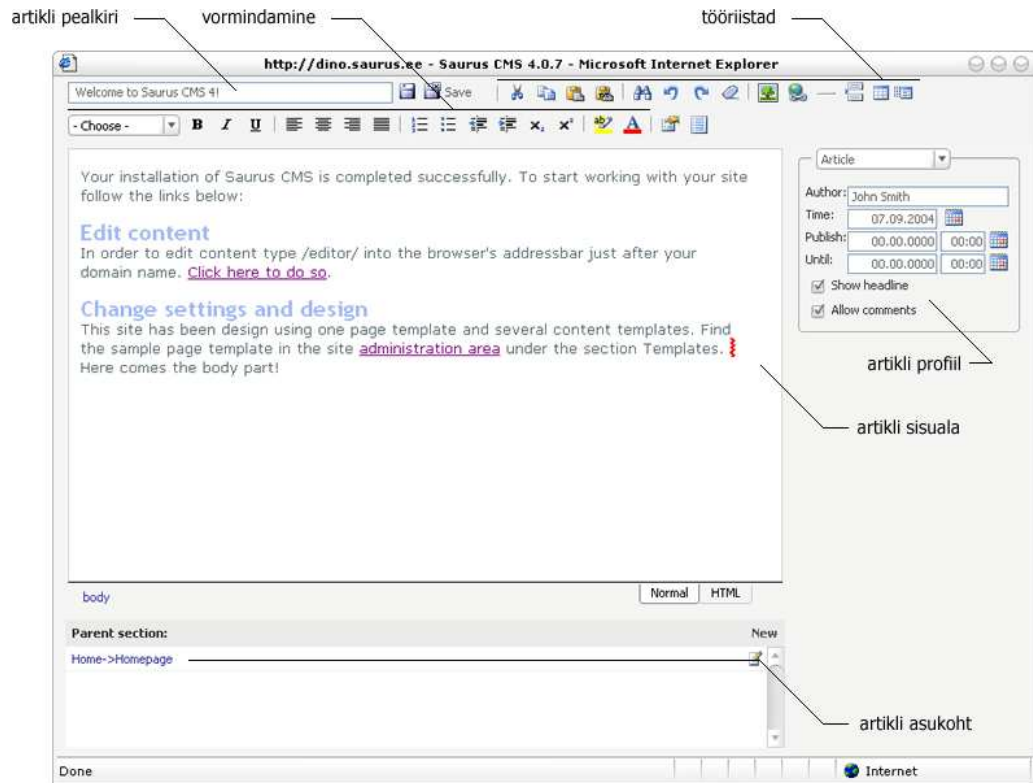 artikli pealkiri
vormindamine
tööriistad
http://dino.saurus.ee - Saurus CMS 4.0.7 - Microsoft Internet Explorer
Welcome to Saurus CMS 4!
Save
- Choose -
B I U
x₂ x²
ab
A
Your installation of Saurus CMS is completed successfully. To start working with your site
follow the links below:
Edit content
In order to edit content type /editor/ into the browser's addressbar just after your
domain name. Click here to do so.
Change settings and design
This site has been design using one page template and several content templates. Find
the sample page template in the site administration area under the section Templates.
Here comes the body part!
Article
Author: John Smith
Time: 07.09.2004
Publish: 00.00.0000 00:00
Until: 00.00.0000 00:00
Show headline
Allow comments
artikli profiil
artikli sisuala
body
Normal HTML
Parent section: New
Home->Homepage
artikli asukoht
Done
Internet